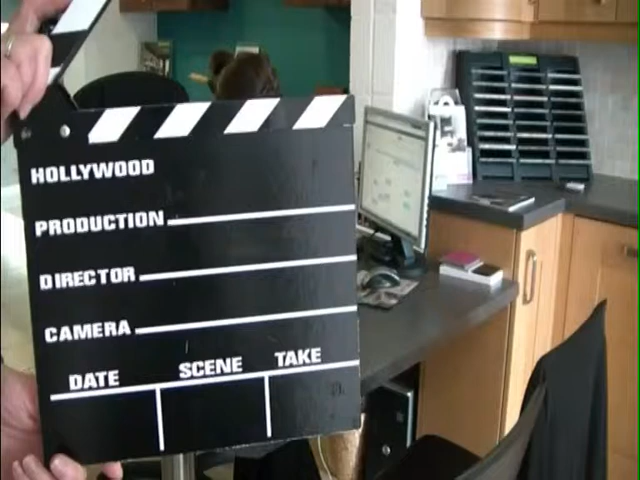 HOLLYWOOD
PRODUCTION
DIRECTOR
CAMERA
DATE SCENE TAKE